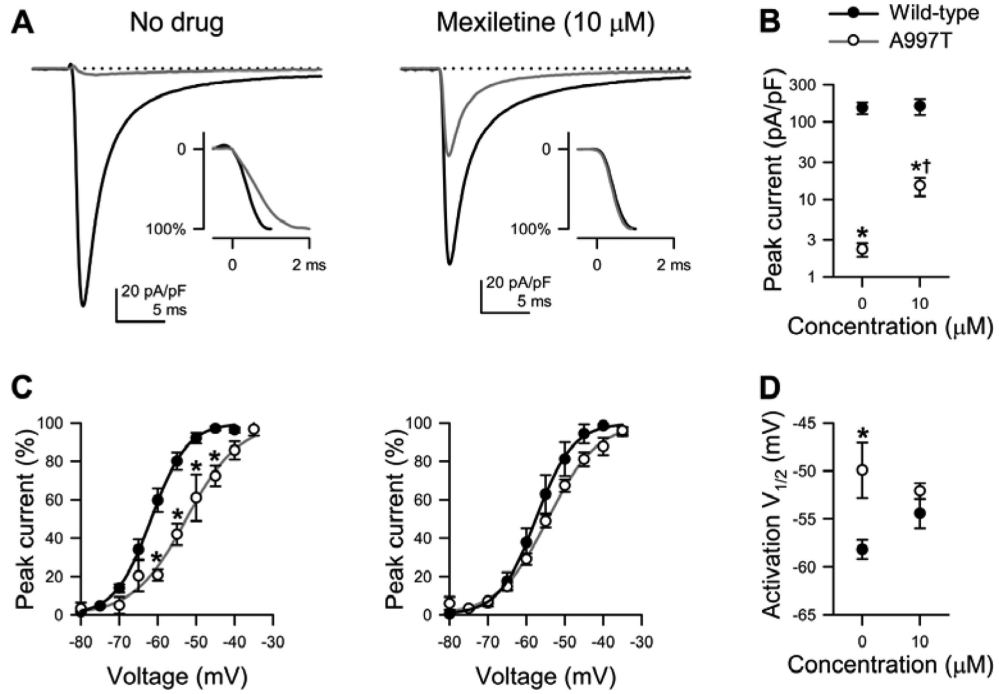 A
No drug
Mexiletine (10 μM)
B
Wild-type
A997T
0
100%
0
2 ms
20 pA/pF
5 ms
0
100%
0
2 ms
20 pA/pF
5 ms
Peak current (pA/pF)
300
100
30
10
3
1
*
*†
0
10
Concentration (μM)
C
Peak current (%)
100
80
60
40
20
0
*
*
*
*
-80
-70
-60
-50
-40
-30
Voltage (mV)
Peak current (%)
100
80
60
40
20
0
-80
-70
-60
-50
-40
-30
Voltage (mV)
D
Activation V1/2 (mV)
-45
-50
-55
-60
-65
*
0
10
Concentration (μM)